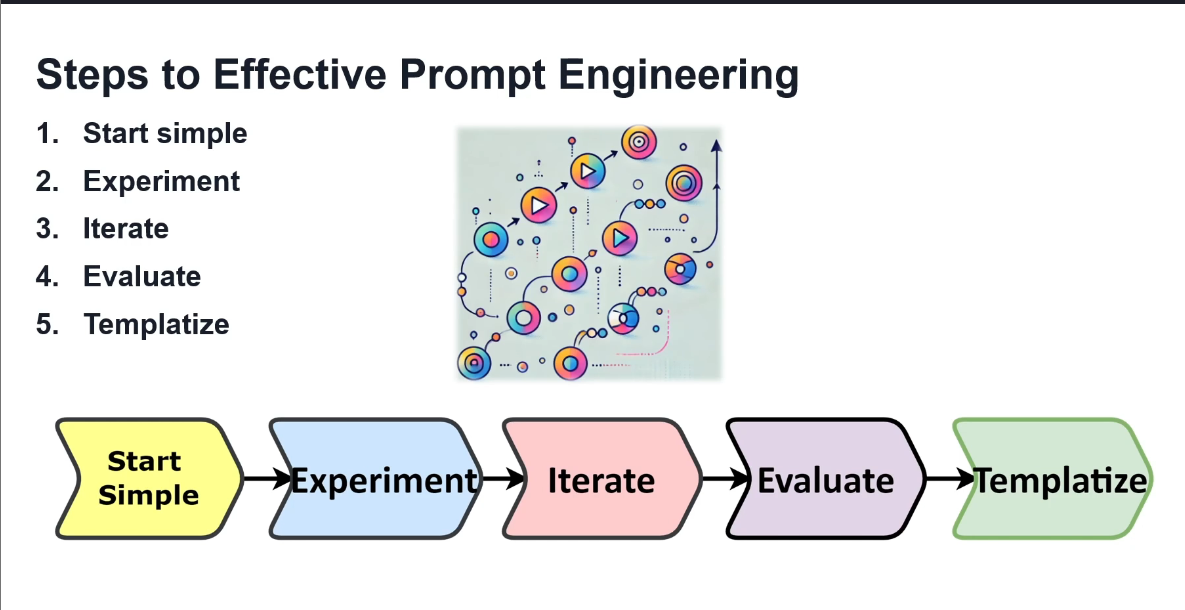 Steps to Effective Prompt Engineering
1. Start simple
2. Experiment
3. Iterate
4. Evaluate
5. Templatize
Start
Simple
Experiment
Iterate
Evaluate
Templatize